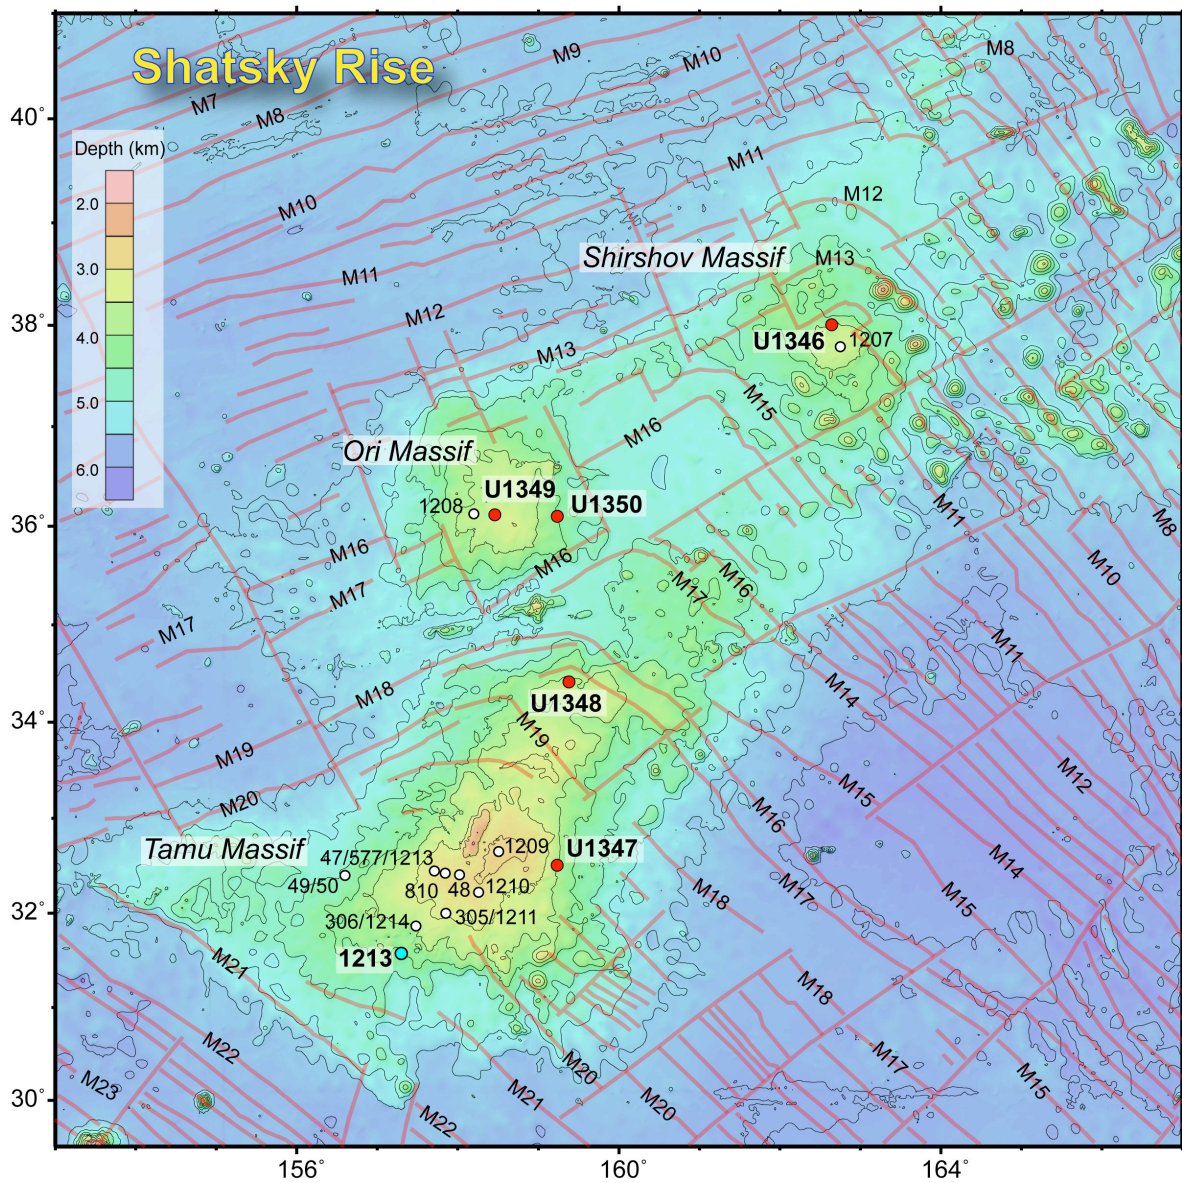 Shatsky Rise
M9
M10
M8
M7
M8
40°
Depth (km)
2.0
3.0
4.0
5.0
6.0
M11
M12
M10
Shirshov Massif
M13
M11
M12
38°
U1346
1207
M13
M15
M16
Ori Massif
U1349
1208
U1350
36°
M11
M8
M16
M16
M10
M17
M16
M17
M17
M11
M18
M14
U1348
34°
M19
M19
M12
M15
M20
M16
Tamu Massif
47/577/1213
1209
U1347
M14
49/50
810
48
1210
M18
M17
M15
32°
306/1214
305/1211
1213
M21
M18
M22
M17
M20
M15
M23
M21
M20
30°
M22
156°
160°
164°